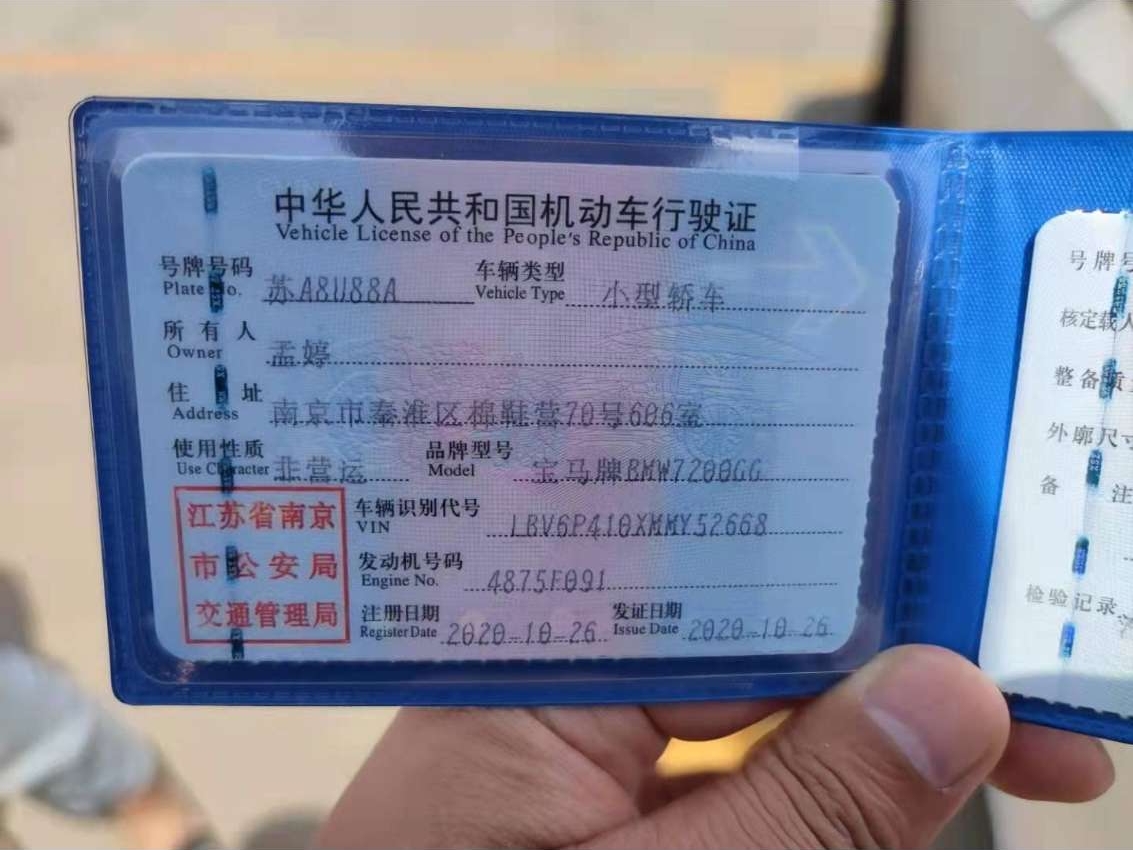 中华人民共和国机动车行驶证
Vehicle License of the People's Republic of China
号牌号码 苏A8U88A 车辆类型 小型轿车
Plate No. Vehicle Type
所有人 孟婷
Owner
住址 南京市秦淮区棉鞋营70号606室
Address
使用性质 非营运 品牌型号 宝马牌BMW7200GG
Use Character Model
江苏省南京
市公安局
交通管理局
车辆识别代号 LBV6P410XMMY52668
VIN
发动机号码 4875F091
Engine No.
注册日期 2020-10-26 发证日期 2020-10-26
Register Date Issue Date
号牌号
核定载人
整备质量
外廓尺寸
备 注
检验记录